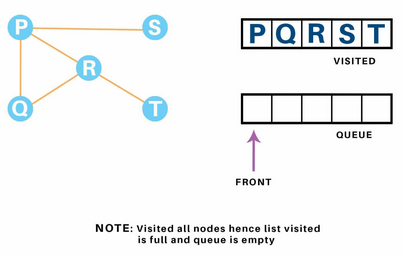 P S
R
Q T
P Q R S T
VISITED
QUEUE
FRONT
NOTE: Visited all nodes hence list visited
is full and queue is empty